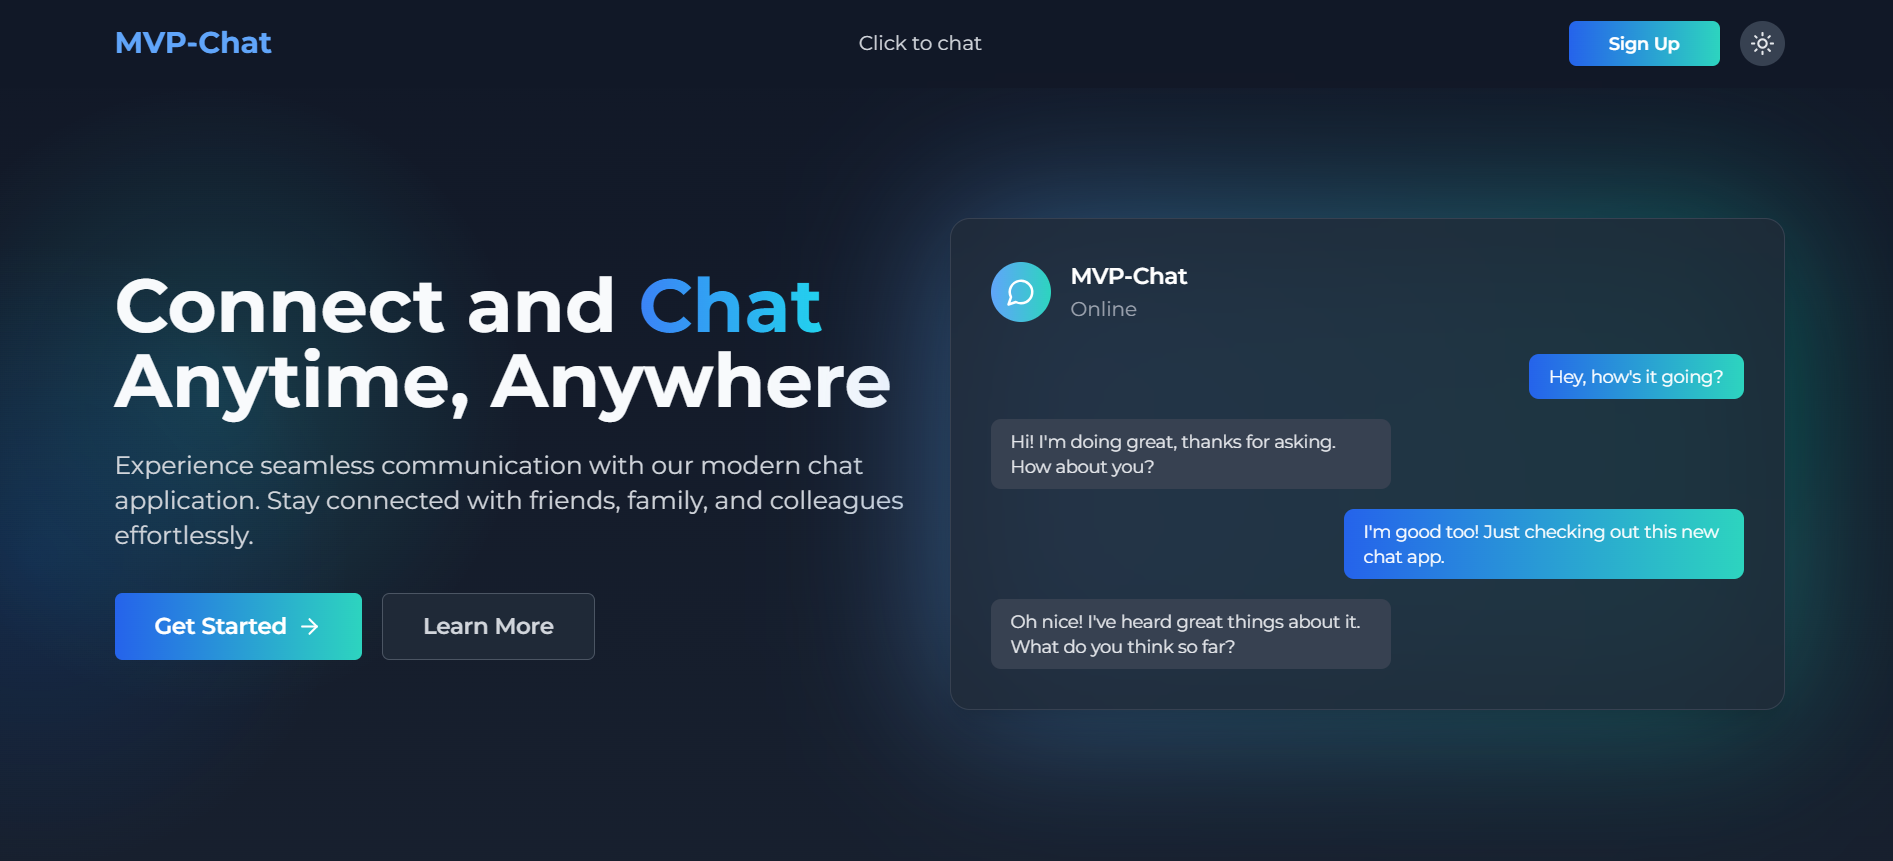 MVP-Chat
Click to chat
Sign Up
Connect and Chat
Anytime, Anywhere
Experience seamless communication with our modern chat
application. Stay connected with friends, family, and colleagues
effortlessly.
Get Started →
Learn More
MVP-Chat
Online
Hey, how's it going?
Hi! I'm doing great, thanks for asking.
How about you?
I'm good too! Just checking out this new
chat app.
Oh nice! I've heard great things about it.
What do you think so far?